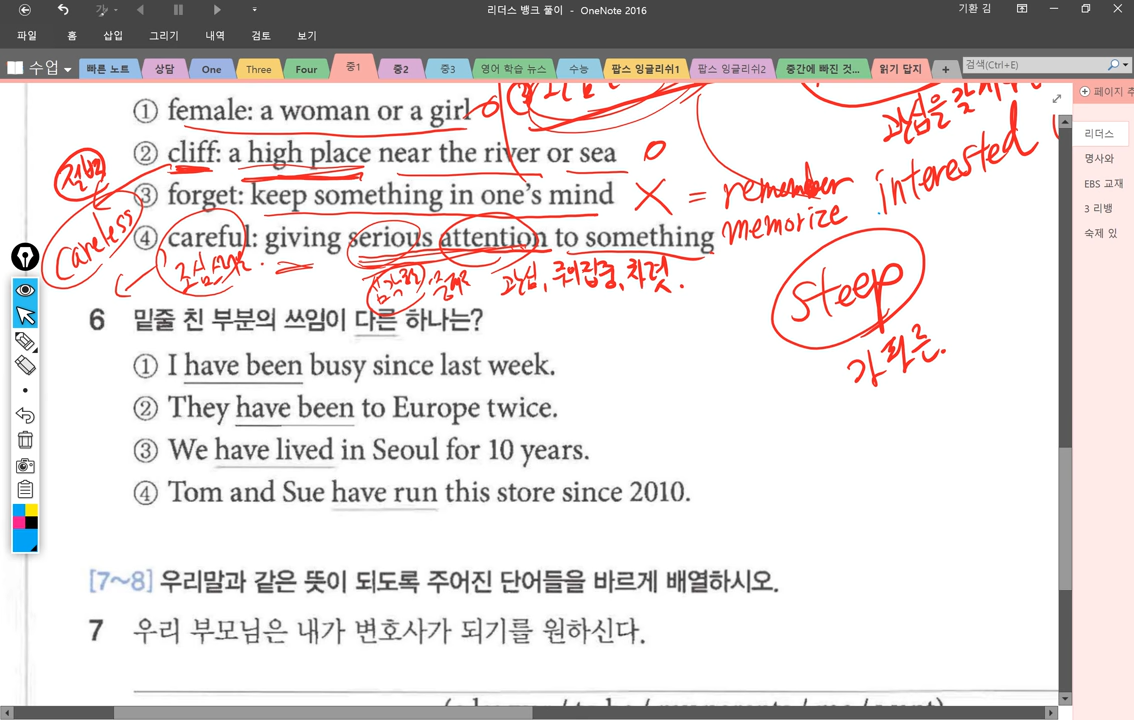 리더스 뱅크 풀이 - OneNote 2016
기환 김
파일 홈 삽입 그리기 내역 검토 보기
수업 빠른 노트 상담 One Three Four 중1 중2 중3 영어 학습 뉴스 수능 팝스 잉글리쉬1 팝스 잉글리쉬2 중간에 빠진 것... 읽기 답지 + 검색(Ctrl+E)
페이지 추
리더스
명사와
EBS 교재
3 리뱅
숙제 있
관심을
① female: a woman or a girl
② cliff: a high place near the river or sea
절벽
interested
③ forget: keep something in one's mind
X = remember
memorize
careless
④ careful: giving serious attention to something
조심성있는
관심, 주의집중,
steep
가파른.
6 밑줄 친 부분의 쓰임이 다른 하나는?
① I have been busy since last week.
② They have been to Europe twice.
③ We have lived in Seoul for 10 years.
④ Tom and Sue have run this store since 2010.
[7~8] 우리말과 같은 뜻이 되도록 주어진 단어들을 바르게 배열하시오.
7 우리 부모님은 내가 변호사가 되기를 원하신다.